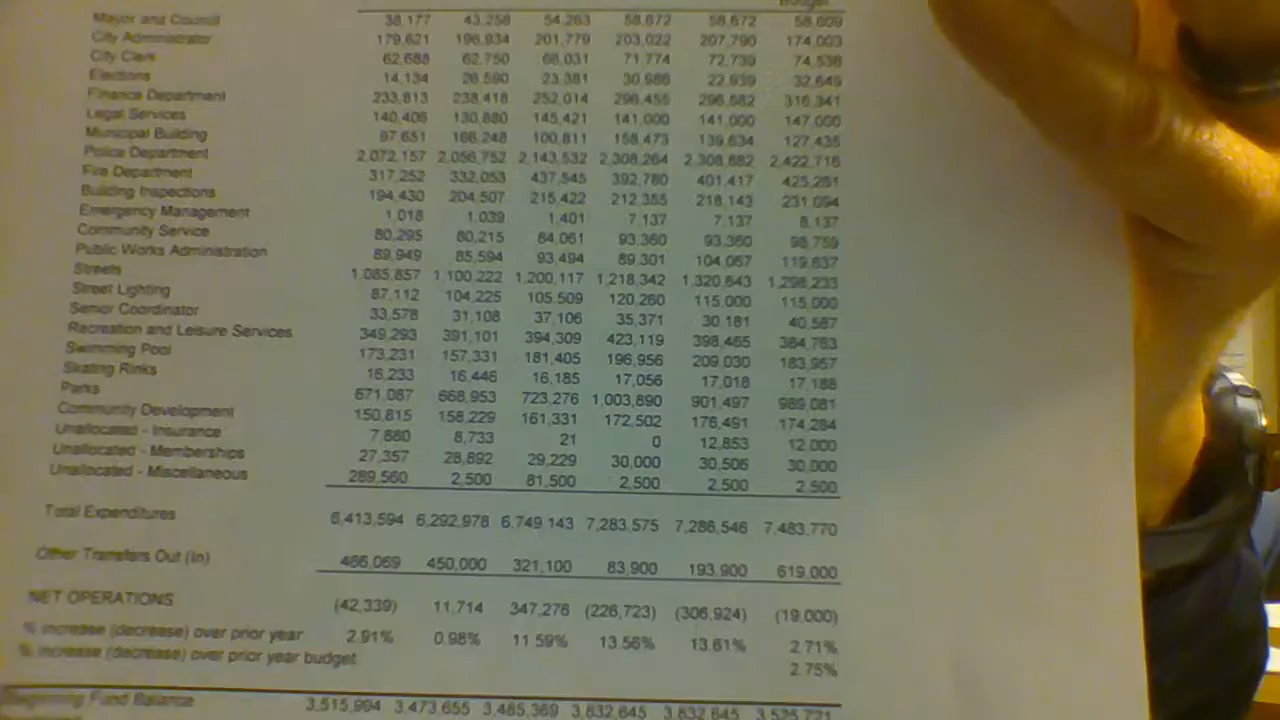 Budget
Mayor and Council 38,177 43,258 54,263 58,672 58,672 58,609
City Administrator 179,621 196,934 201,779 203,022 207,790 174,003
City Clerk 62,688 62,750 66,031 71,774 72,739 74,536
Elections 14,134 26,590 23,381 30,986 22,939 32,645
Finance Department 233,813 238,418 252,014 296,455 296,682 316,341
Legal Services 140,406 130,880 145,421 141,000 141,000 147,000
Municipal Building 97,651 166,248 100,811 158,473 139,634 127,435
Police Department 2,072,157 2,056,752 2,143,532 2,308,264 2,308,882 2,422,716
Fire Department 317,252 332,053 437,545 392,780 401,417 425,251
Building Inspections 194,430 204,507 215,422 212,355 218,143 231,094
Emergency Management 1,018 1,039 1,401 7,137 7,137 8,137
Community Service 80,295 80,215 84,061 93,360 93,360 98,759
Public Works Administration 89,949 85,594 93,494 89,301 104,067 119,637
Streets 1,085,857 1,100,222 1,200,117 1,218,342 1,320,643 1,298,233
Street Lighting 87,112 104,225 105,509 120,260 115,000 115,000
Senior Coordinator 33,578 31,108 37,106 35,371 30,181 40,587
Recreation and Leisure Services 349,293 391,101 394,309 423,119 398,465 384,763
Swimming Pool 173,231 157,331 181,405 196,956 209,030 183,957
Skating Rinks 16,233 16,446 16,185 17,056 17,018 17,188
Parks 671,087 668,953 723,276 1,003,890 901,497 989,081
Community Development 150,815 158,229 161,331 172,502 176,491 174,284
Unallocated - Insurance 7,880 8,733 21 0 12,853 12,000
Unallocated - Memberships 27,357 28,892 29,229 30,000 30,506 30,000
Unallocated - Miscellaneous 289,560 2,500 81,500 2,500 2,500 2,500
Total Expenditures 6,413,594 6,292,978 6,749,143 7,283,575 7,286,546 7,483,770
Other Transfers Out (In) 466,069 450,000 321,100 83,900 193,900 619,000
NET OPERATIONS (42,339) 11,714 347,276 (226,723) (306,924) (19,000)
% increase (decrease) over prior year 2.91% 0.98% 11.59% 13.56% 13.61% 2.71%
% increase (decrease) over prior year budget 2.75%
Beginning Fund Balance 3,515,994 3,473,655 3,485,369 3,832,645 3,832,645 3,525,721